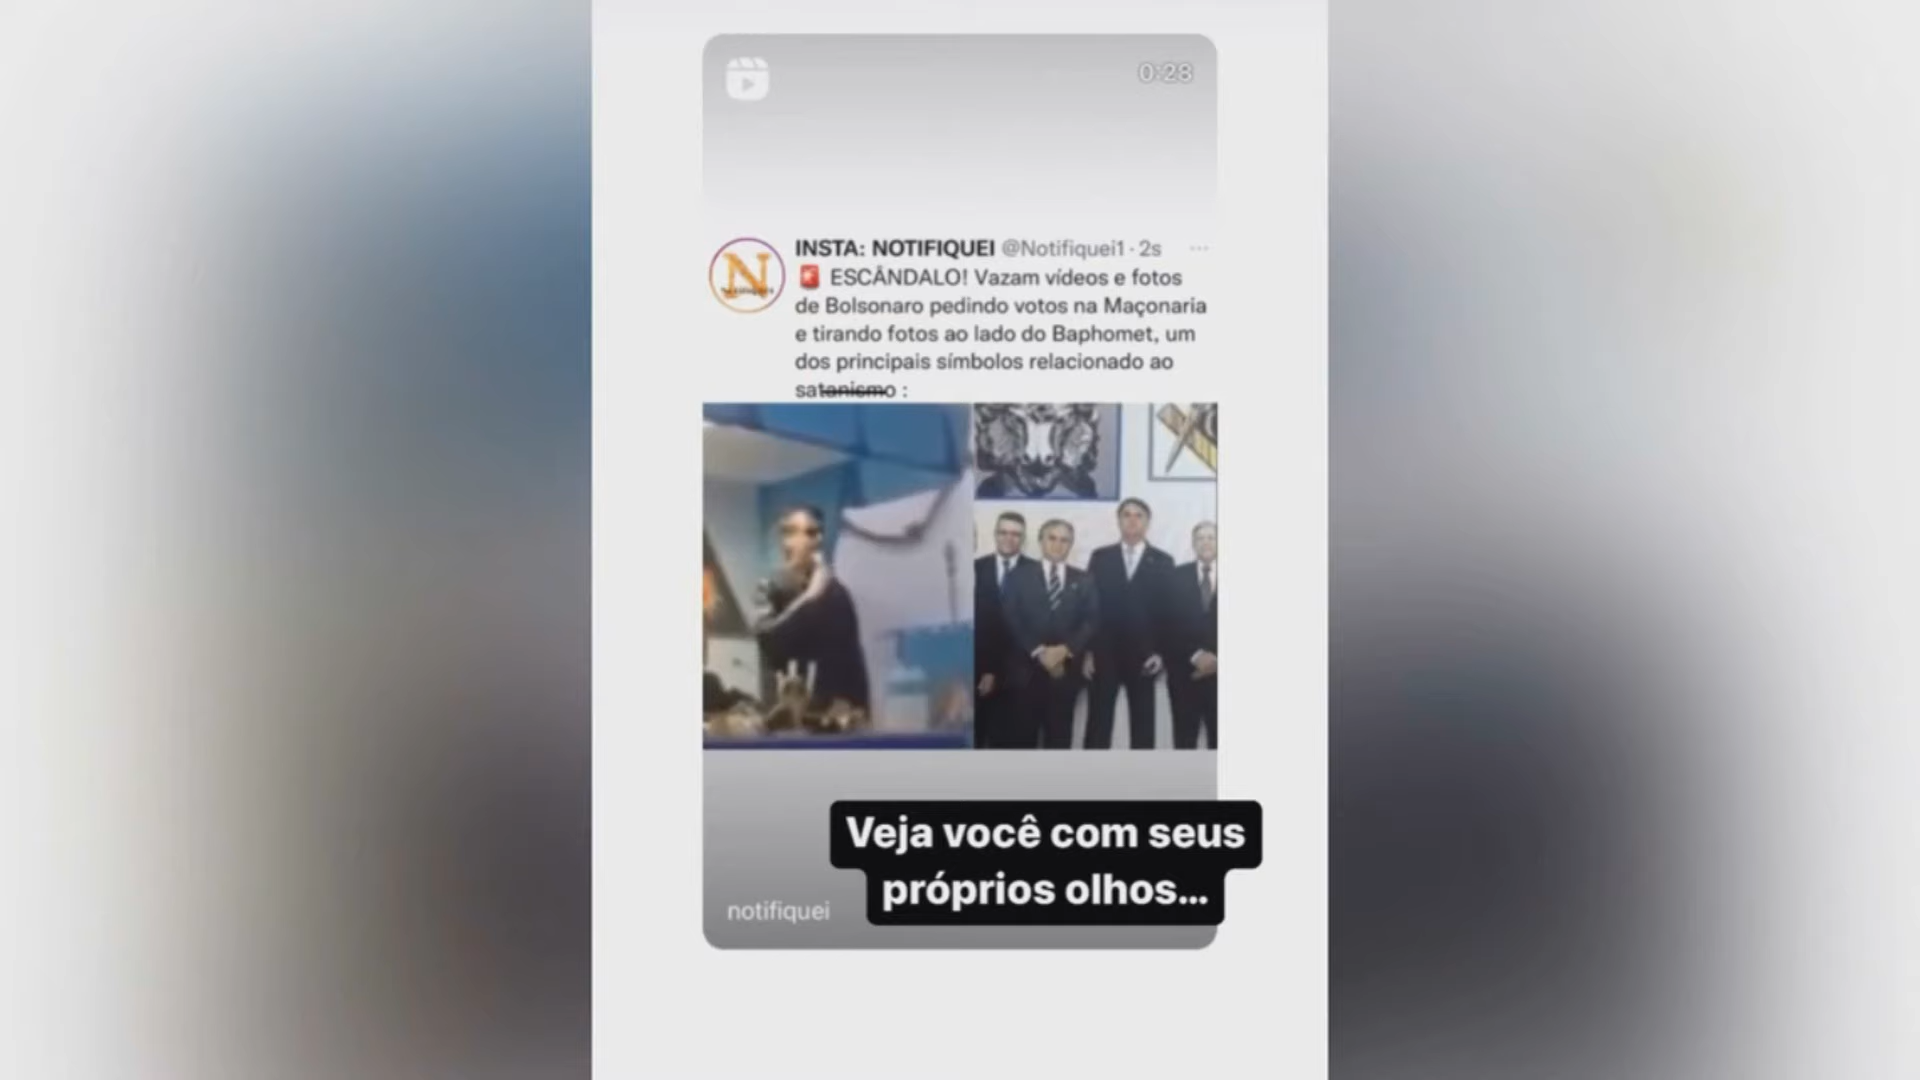 0:28
INSTA: NOTIFIQUEI @Notifiquei1 · 2s
🚨 ESCÂNDALO! Vazam vídeos e fotos
de Bolsonaro pedindo votos na Maçonaria
e tirando fotos ao lado do Baphomet, um
dos principais símbolos relacionado ao
satanismo :
Veja você com seus
próprios olhos...
notifiquei